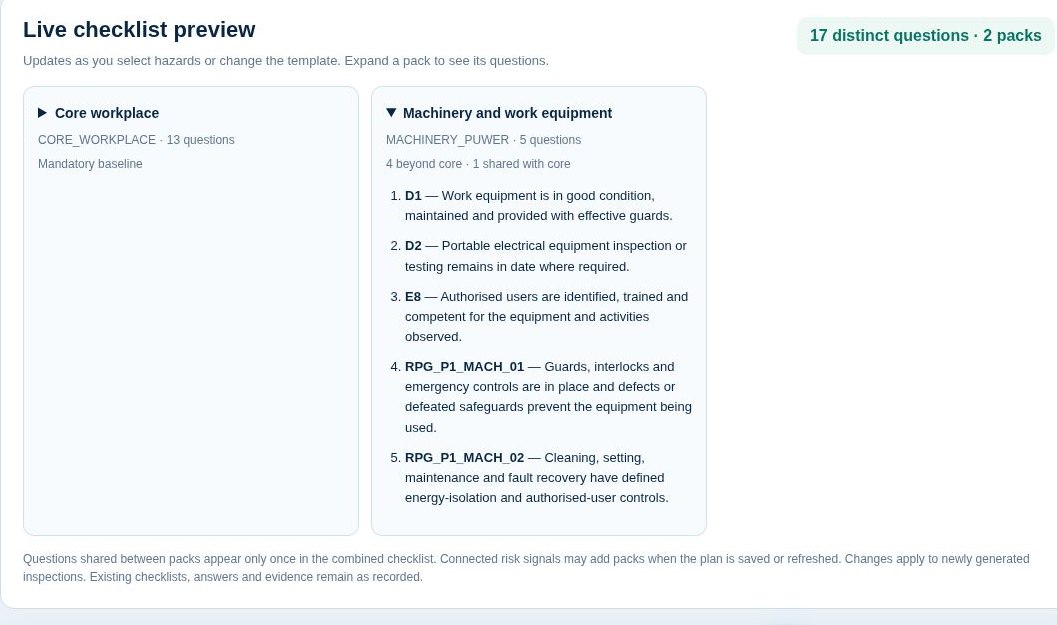 Live checklist preview
17 distinct questions · 2 packs
Updates as you select hazards or change the template. Expand a pack to see its questions.
Core workplace
CORE_WORKPLACE · 13 questions
Mandatory baseline
Machinery and work equipment
MACHINERY_PUWER · 5 questions
4 beyond core · 1 shared with core
1. D1 — Work equipment is in good condition,
maintained and provided with effective guards.
2. D2 — Portable electrical equipment inspection or
testing remains in date where required.
3. E8 — Authorised users are identified, trained and
competent for the equipment and activities
observed.
4. RPG_P1_MACH_01 — Guards, interlocks and
emergency controls are in place and defects or
defeated safeguards prevent the equipment being
used.
5. RPG_P1_MACH_02 — Cleaning, setting,
maintenance and fault recovery have defined
energy-isolation and authorised-user controls.
Questions shared between packs appear only once in the combined checklist. Connected risk signals may add packs when the plan is saved or refreshed. Changes apply to newly generated
inspections. Existing checklists, answers and evidence remain as recorded.